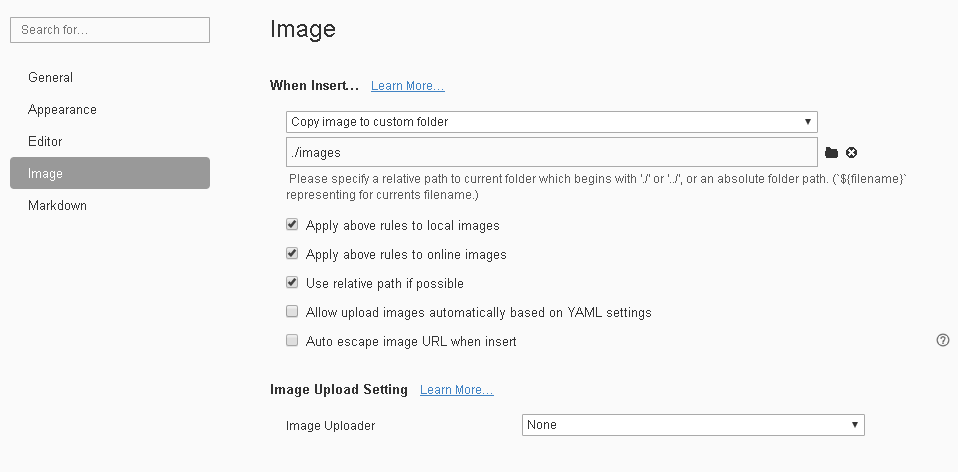 Search for...
General
Appearance
Editor
Image
Markdown
Image
When Insert... Learn More...
Copy image to custom folder
./images
Please specify a relative path to current folder which begins with './' or '../', or an absolute folder path. (`${filename}`
representing for currents filename.)
Apply above rules to local images
Apply above rules to online images
Use relative path if possible
Allow upload images automatically based on YAML settings
Auto escape image URL when insert
Image Upload Setting Learn More...
Image Uploader None